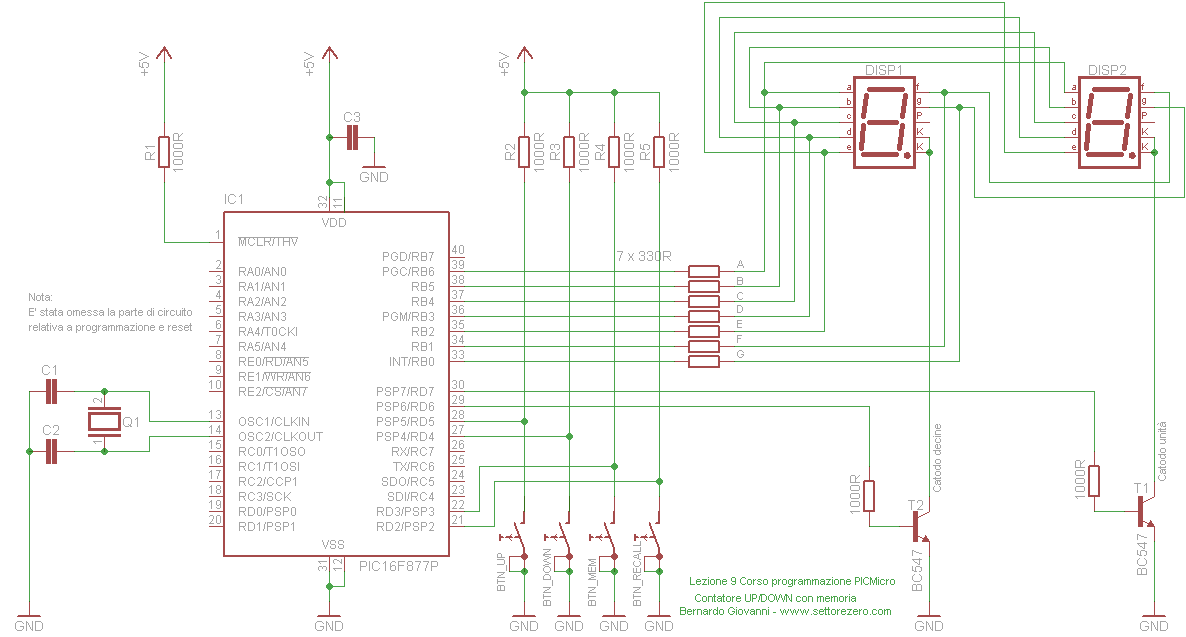 +5V
+5V
+5V
DISP1
DISP2
a
b
c
d
e
f
g
P
K
K
a
b
c
d
e
f
g
P
K
K
R1
1000R
C3
GND
R2
1000R
R3
1000R
R4
1000R
R5
1000R
IC1
32
11
VDD
1
MCLR/THV
2
RA0/AN0
3
RA1/AN1
4
RA2/AN2
5
RA3/AN3
6
RA4/T0CKI
7
RA5/AN4
8
RE0/RD/AN5
9
RE1/WR/AN6
10
RE2/CS/AN7
13
OSC1/CLKIN
14
OSC2/CLKOUT
15
RC0/T1OSO
16
RC1/T1OSI
17
RC2/CCP1
18
RC3/SCK
19
RD0/PSP0
20
RD1/PSP1
PGD/RB7
40
PGC/RB6
39
RB5
38
RB4
37
PGM/RB3
36
RB2
35
RB1
34
INT/RB0
33
PSP7/RD7
30
PSP6/RD6
29
PSP5/RD5
28
PSP4/RD4
27
RX/RC7
26
TX/RC6
25
SDO/RC5
24
SDI/RC4
23
RD3/PSP3
22
RD2/PSP2
21
VSS
31
12
PIC16F877P
GND
7 x 330R
A
B
C
D
E
F
G
Nota:
E' stata omessa la parte di circuito
relativa a programmazione e reset
C1
C2
2
1
Q1
GND
BTN_UP
BTN_DOWN
BTN_MEM
BTN_RECALL
GND
GND
GND
GND
1000R
T2
BC547
Catodo decine
GND
1000R
T1
BC547
Catodo unità
GND
Lezione 9 Corso programmazione PICMicro
Contatore UP/DOWN con memoria
Bernardo Giovanni - www.settorezero.com